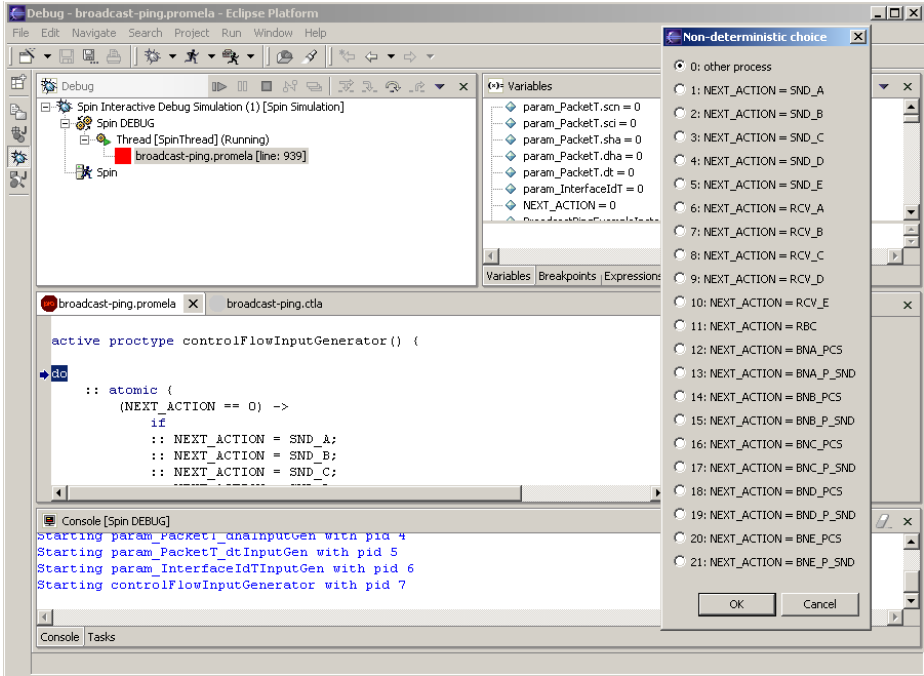 Debug - broadcast-ping.promela - Eclipse Platform
File Edit Navigate Search Project Run Window Help
Debug
Spin Interactive Debug Simulation (1) [Spin Simulation]
Spin DEBUG
Thread [SpinThread] (Running)
broadcast-ping.promela [line: 939]
Spin
(x)= Variables
param_PacketT.scn = 0
param_PacketT.sci = 0
param_PacketT.sha = 0
param_PacketT.dha = 0
param_PacketT.dt = 0
param_InterfaceIdT = 0
NEXT_ACTION = 0
Variables Breakpoints Expressions
broadcast-ping.promela broadcast-ping.ctla
active proctype controlFlowInputGenerator() {
do
:: atomic {
(NEXT_ACTION == 0) ->
if
:: NEXT_ACTION = SND_A;
:: NEXT_ACTION = SND_B;
:: NEXT_ACTION = SND_C;
Console [Spin DEBUG]
Starting param_PacketT_dhaInputGen with pid 4
Starting param_PacketT_dtInputGen with pid 5
Starting param_InterfaceIdTInputGen with pid 6
Starting controlFlowInputGenerator with pid 7
Console Tasks
Non-deterministic choice
0: other process
1: NEXT_ACTION = SND_A
2: NEXT_ACTION = SND_B
3: NEXT_ACTION = SND_C
4: NEXT_ACTION = SND_D
5: NEXT_ACTION = SND_E
6: NEXT_ACTION = RCV_A
7: NEXT_ACTION = RCV_B
8: NEXT_ACTION = RCV_C
9: NEXT_ACTION = RCV_D
10: NEXT_ACTION = RCV_E
11: NEXT_ACTION = RBC
12: NEXT_ACTION = BNA_PCS
13: NEXT_ACTION = BNA_P_SND
14: NEXT_ACTION = BNB_PCS
15: NEXT_ACTION = BNB_P_SND
16: NEXT_ACTION = BNC_PCS
17: NEXT_ACTION = BNC_P_SND
18: NEXT_ACTION = BND_PCS
19: NEXT_ACTION = BND_P_SND
20: NEXT_ACTION = BNE_PCS
21: NEXT_ACTION = BNE_P_SND
OK Cancel